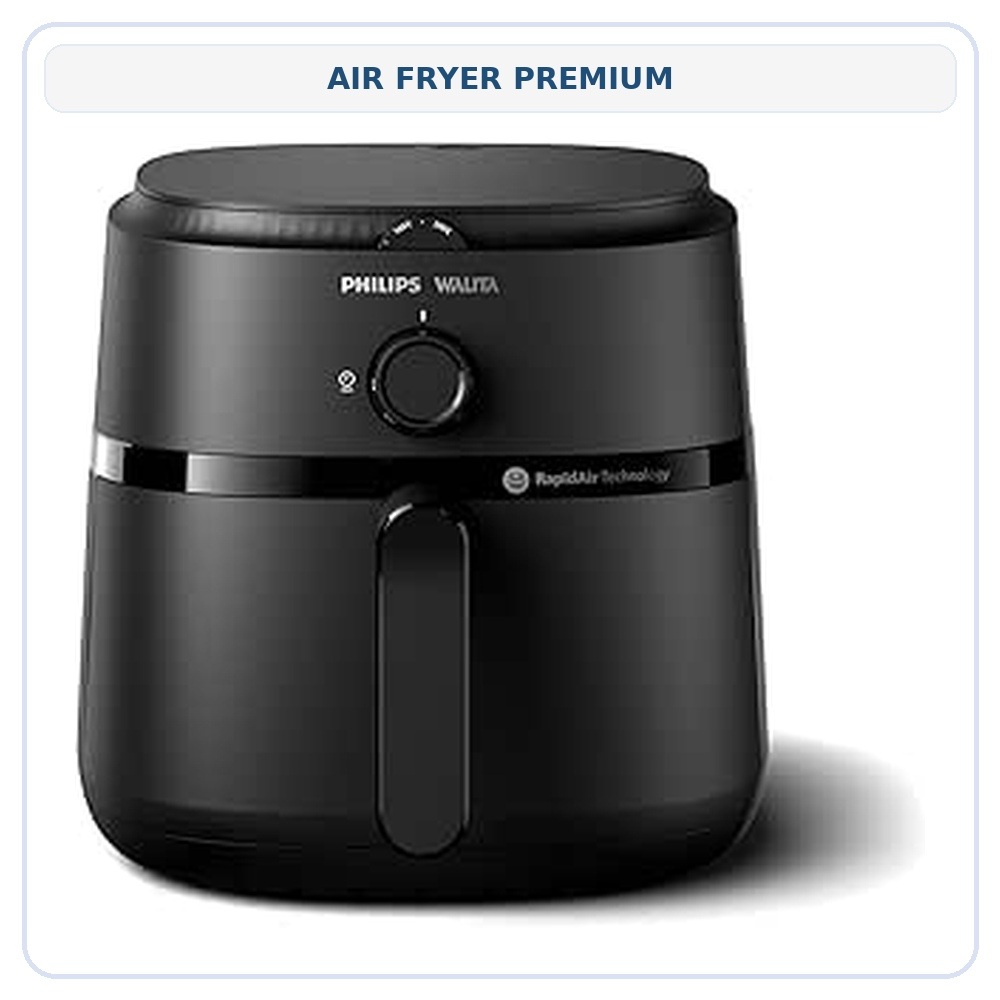 AIR FRYER PREMIUM
PHILIPS WALITA
RapidAir Technology